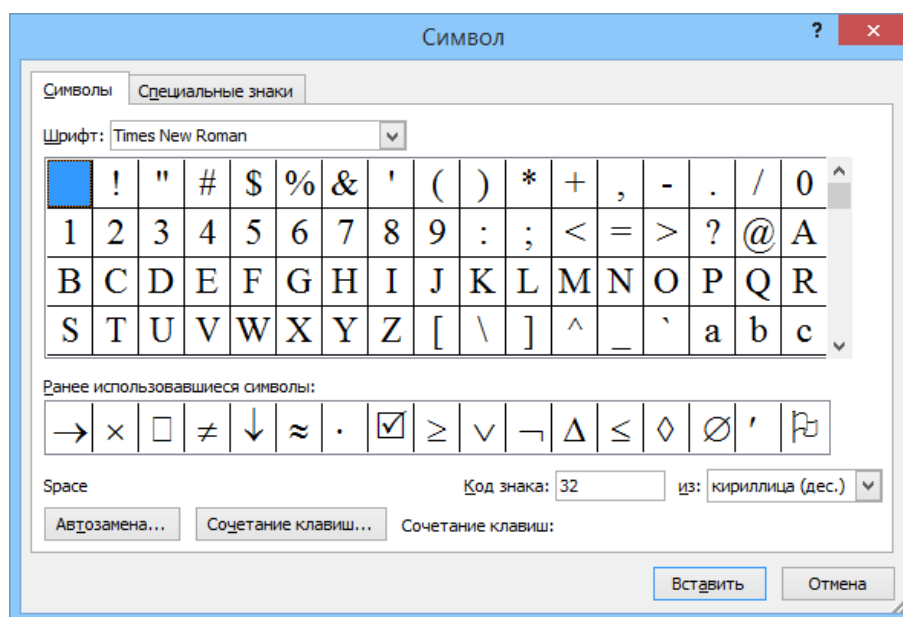 Символ
? ×
Символы Специальные знаки
Шрифт: Times New Roman
! " # $ % & ' ( ) * + , - . / 0
1 2 3 4 5 6 7 8 9 : ; < = > ? @ A
B C D E F G H I J K L M N O P Q R
S T U V W X Y Z [ \ ] ^ _ ` a b c
Ранее использовавшиеся символы:
→ × □ ≠ ↓ ≈ · ☑ ≥ ∨ ¬ Δ ≤ ◊ ∅ ′ ⚐
Space Код знака: 32 из: кириллица (дес.)
Автозамена... Сочетание клавиш... Сочетание клавиш:
Вставить Отмена